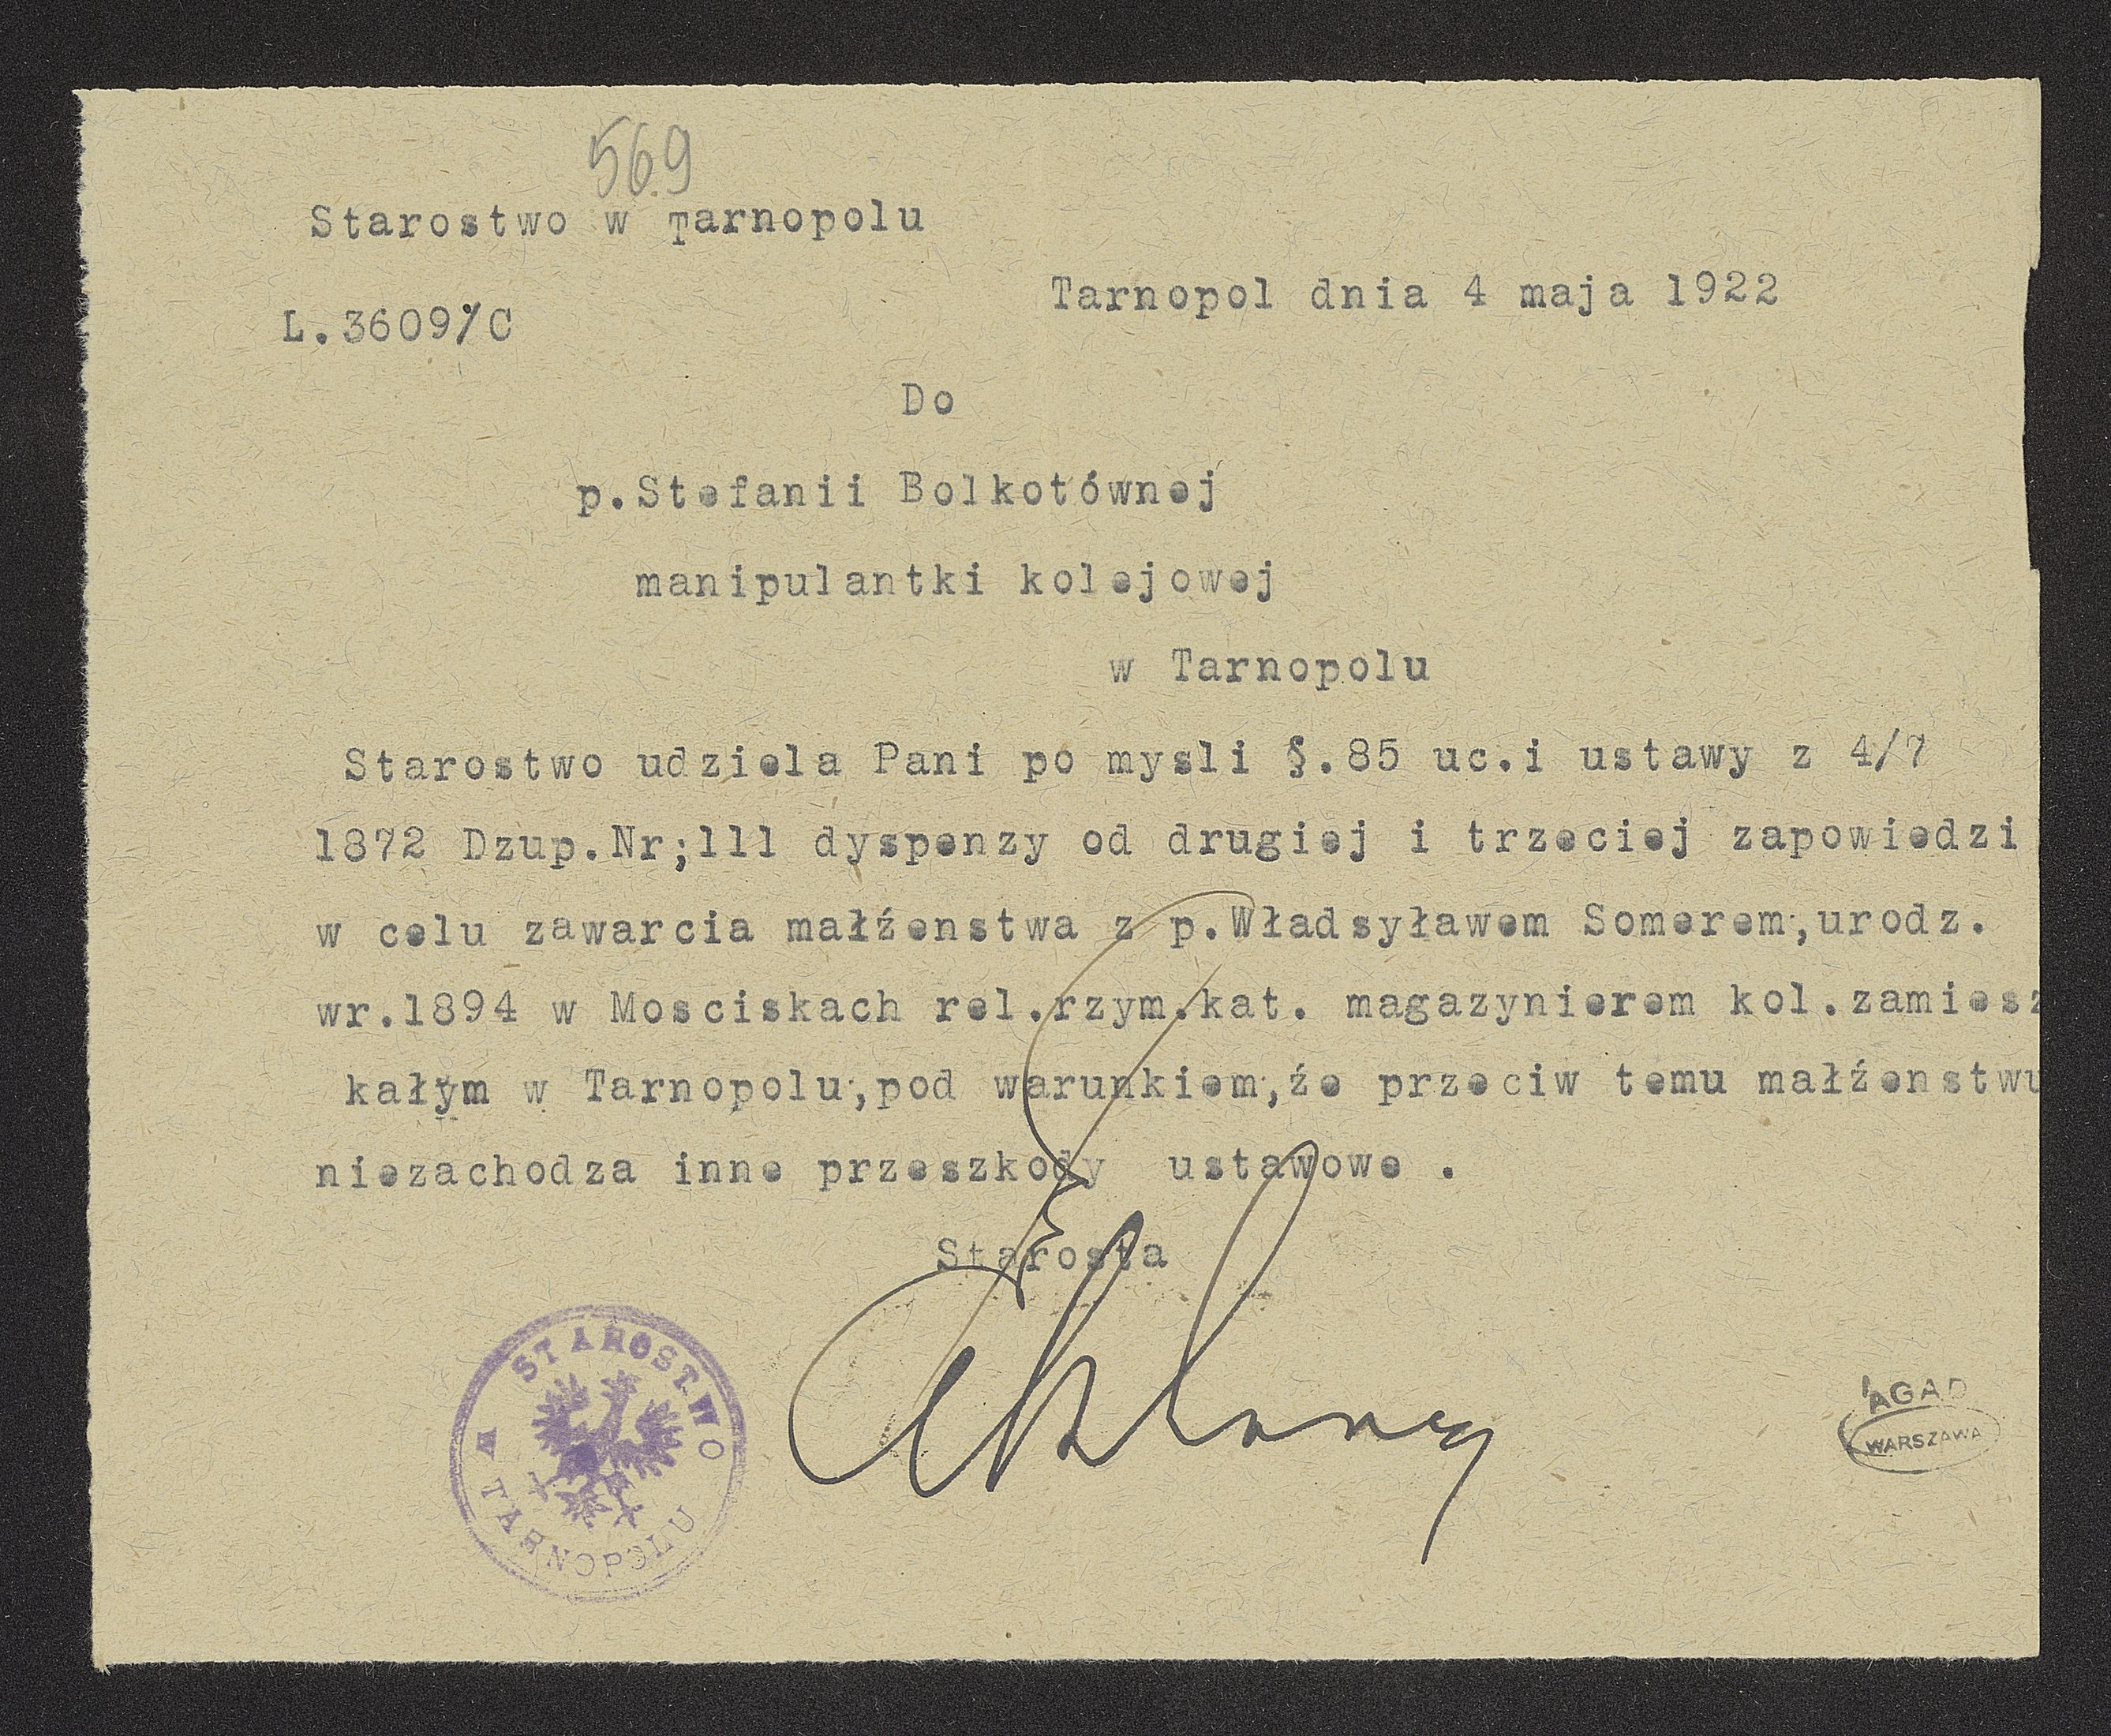 569
Starostwo w Tarnopolu
Tarnopol dnia 4 maja 1922
L.3609/C
Do
p.Stefanii Bolkotównej
manipulantki kolejowej
w Tarnopolu
Starostwo udziela Pani po mysli §.85 uc.i ustawy z 4/7
1872 Dzup.Nr;111 dyspenzy od drugiej i trzeciej zapowiedzi
w celu zawarcia małźenstwa z p.Władsyławem Somerem,urodz.
wr.1894 w Mosciskach rel.rzym.kat. magazynierem kol.zamiesz
kałym w Tarnopolu,pod warunkiem,źe przeciw temu małźenstwu
niezachodza inne przeszkody ustawowe .
Starosta
STAROSTWO
W TARNOPOLU
AGAD
WARSZAWA